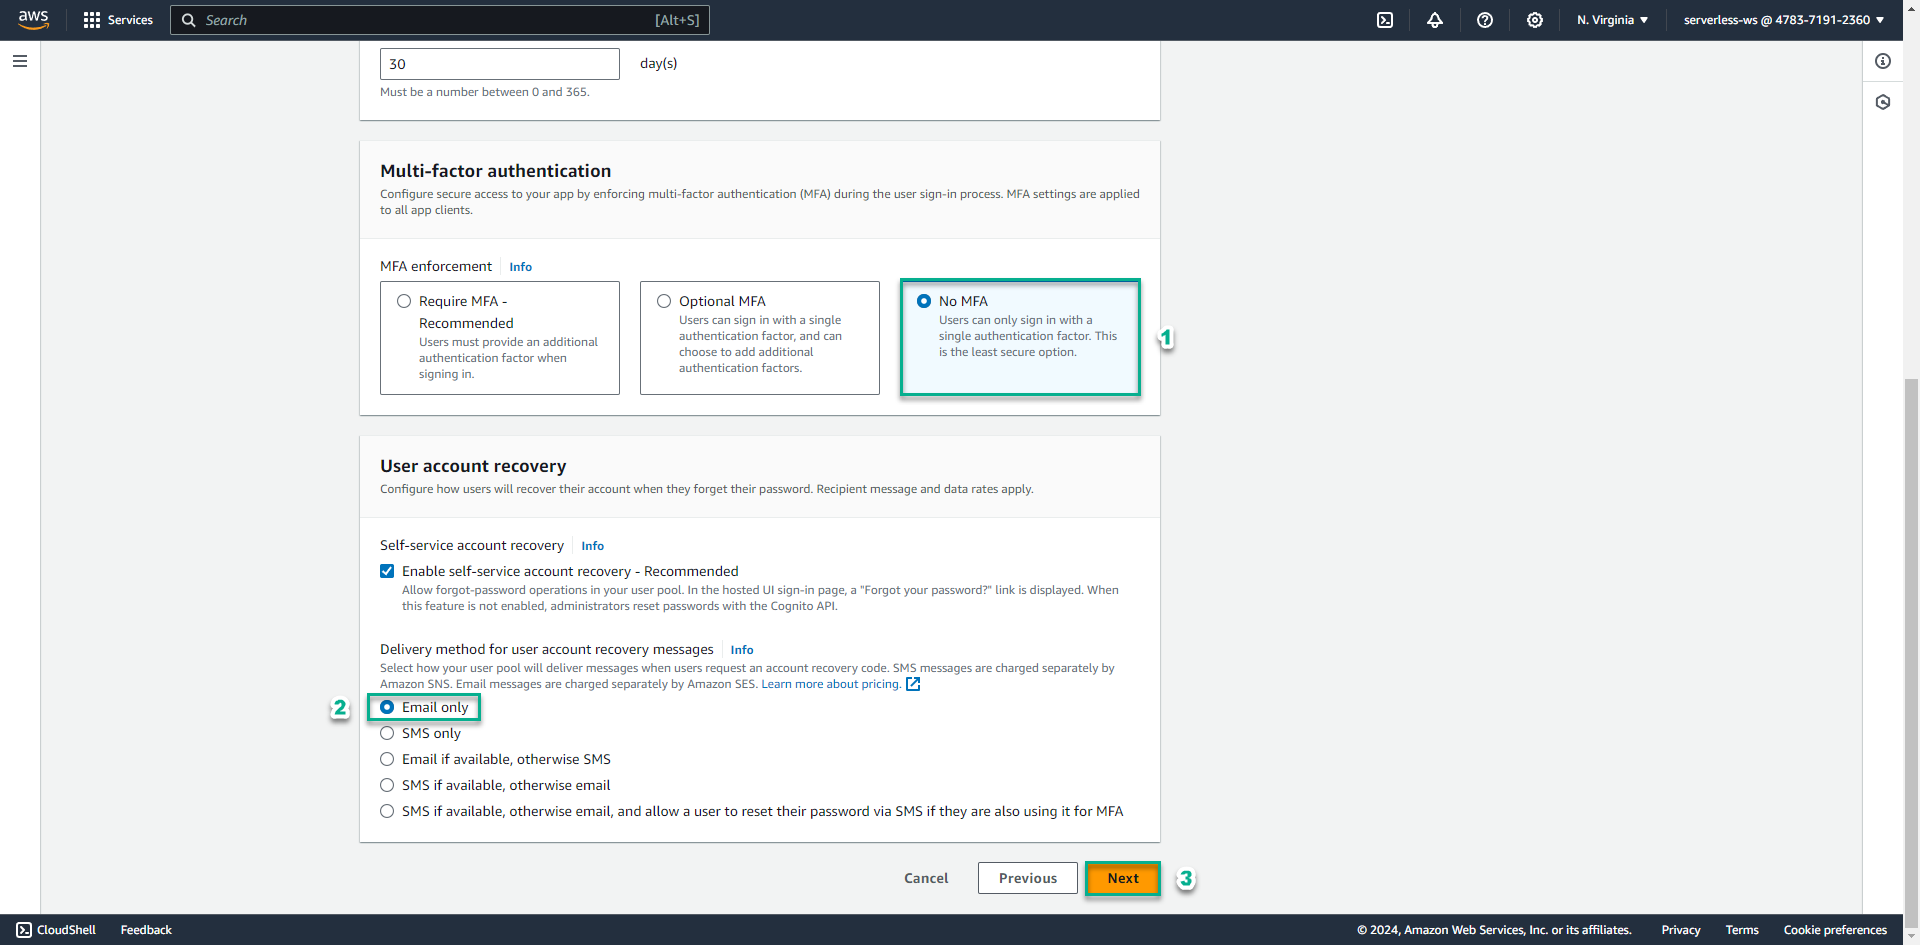 aws
Services
Search
[Alt+S]
N. Virginia ▼
serverless-ws @ 4783-7191-2360 ▼
30
day(s)
Must be a number between 0 and 365.
Multi-factor authentication
Configure secure access to your app by enforcing multi-factor authentication (MFA) during the user sign-in process. MFA settings are applied
to all app clients.
MFA enforcement
Info
Require MFA -
Recommended
Users must provide an additional
authentication factor when
signing in.
Optional MFA
Users can sign in with a single
authentication factor, and can
choose to add additional
authentication factors.
No MFA
Users can only sign in with a
single authentication factor. This
is the least secure option.
1
User account recovery
Configure how users will recover their account when they forget their password. Recipient message and data rates apply.
Self-service account recovery
Info
Enable self-service account recovery - Recommended
Allow forgot-password operations in your user pool. In the hosted UI sign-in page, a "Forgot your password?" link is displayed. When
this feature is not enabled, administrators reset passwords with the Cognito API.
Delivery method for user account recovery messages
Info
Select how your user pool will deliver messages when users request an account recovery code. SMS messages are charged separately by
Amazon SNS. Email messages are charged separately by Amazon SES. Learn more about pricing.
2
Email only
SMS only
Email if available, otherwise SMS
SMS if available, otherwise email
SMS if available, otherwise email, and allow a user to reset their password via SMS if they are also using it for MFA
Cancel
Previous
Next
3
CloudShell
Feedback
© 2024, Amazon Web Services, Inc. or its affiliates.
Privacy
Terms
Cookie preferences